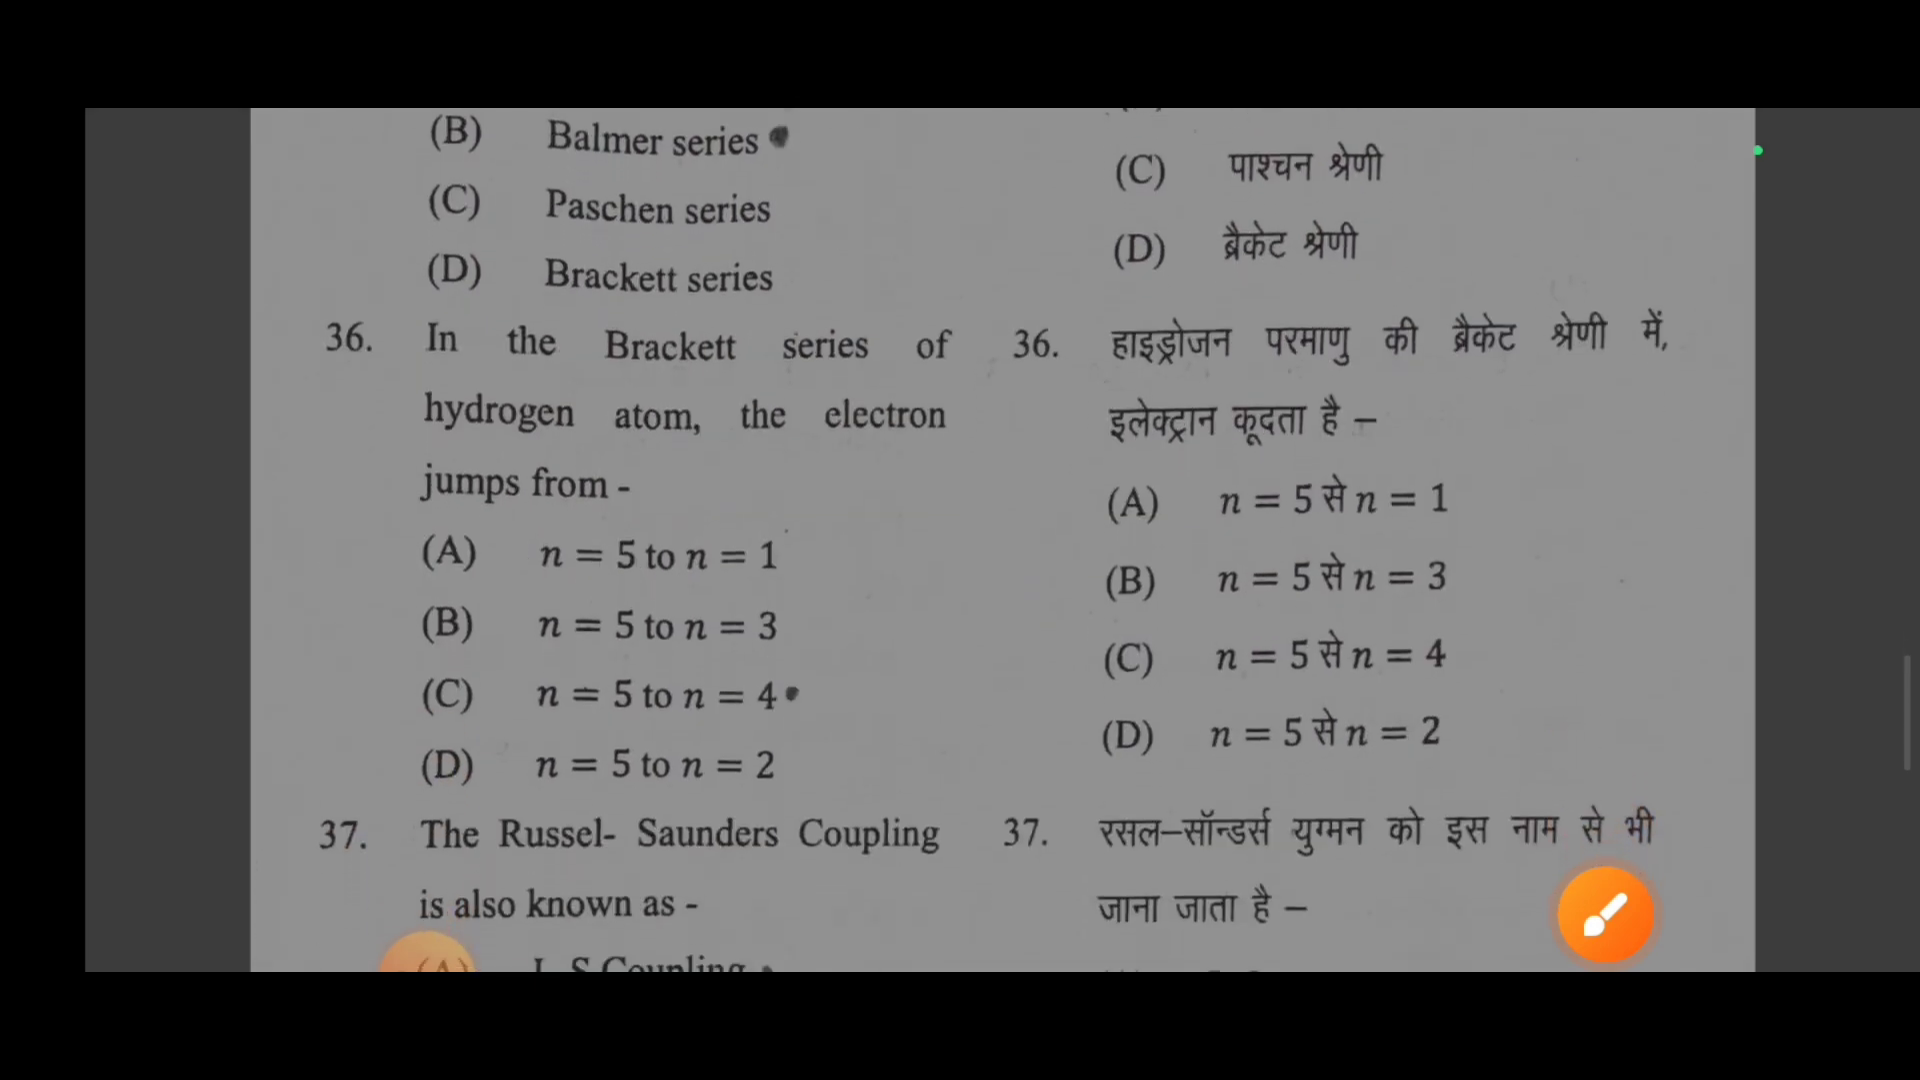 (B) Balmer series
(C) Paschen series
(D) Brackett series
36. In the Brackett series of
hydrogen atom, the electron
jumps from -
(A) n = 5 to n = 1
(B) n = 5 to n = 3
(C) n = 5 to n = 4
(D) n = 5 to n = 2
37. The Russel- Saunders Coupling
is also known as -
(A) L-S Coupling
(C) पाश्चन श्रेणी
(D) ब्रैकेट श्रेणी
36. हाइड्रोजन परमाणु की ब्रैकेट श्रेणी में,
इलेक्ट्रान कूदता है –
(A) n = 5 से n = 1
(B) n = 5 से n = 3
(C) n = 5 से n = 4
(D) n = 5 से n = 2
37. रसल–सॉन्डर्स युग्मन को इस नाम से भी
जाना जाता है –